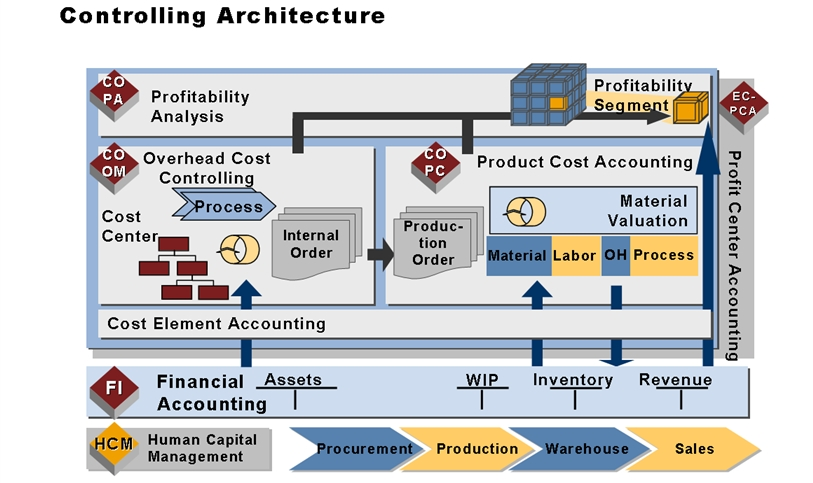 Controlling Architecture
CO
PA
Profitability
Analysis
Profitability
Segment
EC-
PCA
CO
OM
Overhead Cost
Controlling
Process
Cost
Center
Internal
Order
CO
PC
Product Cost Accounting
Produc-
tion
Order
Material
Valuation
Material
Labor
OH
Process
Profit Center Accounting
Cost Element Accounting
FI
Financial
Accounting
Assets
WIP
Inventory
Revenue
HCM
Human Capital
Management
Procurement
Production
Warehouse
Sales